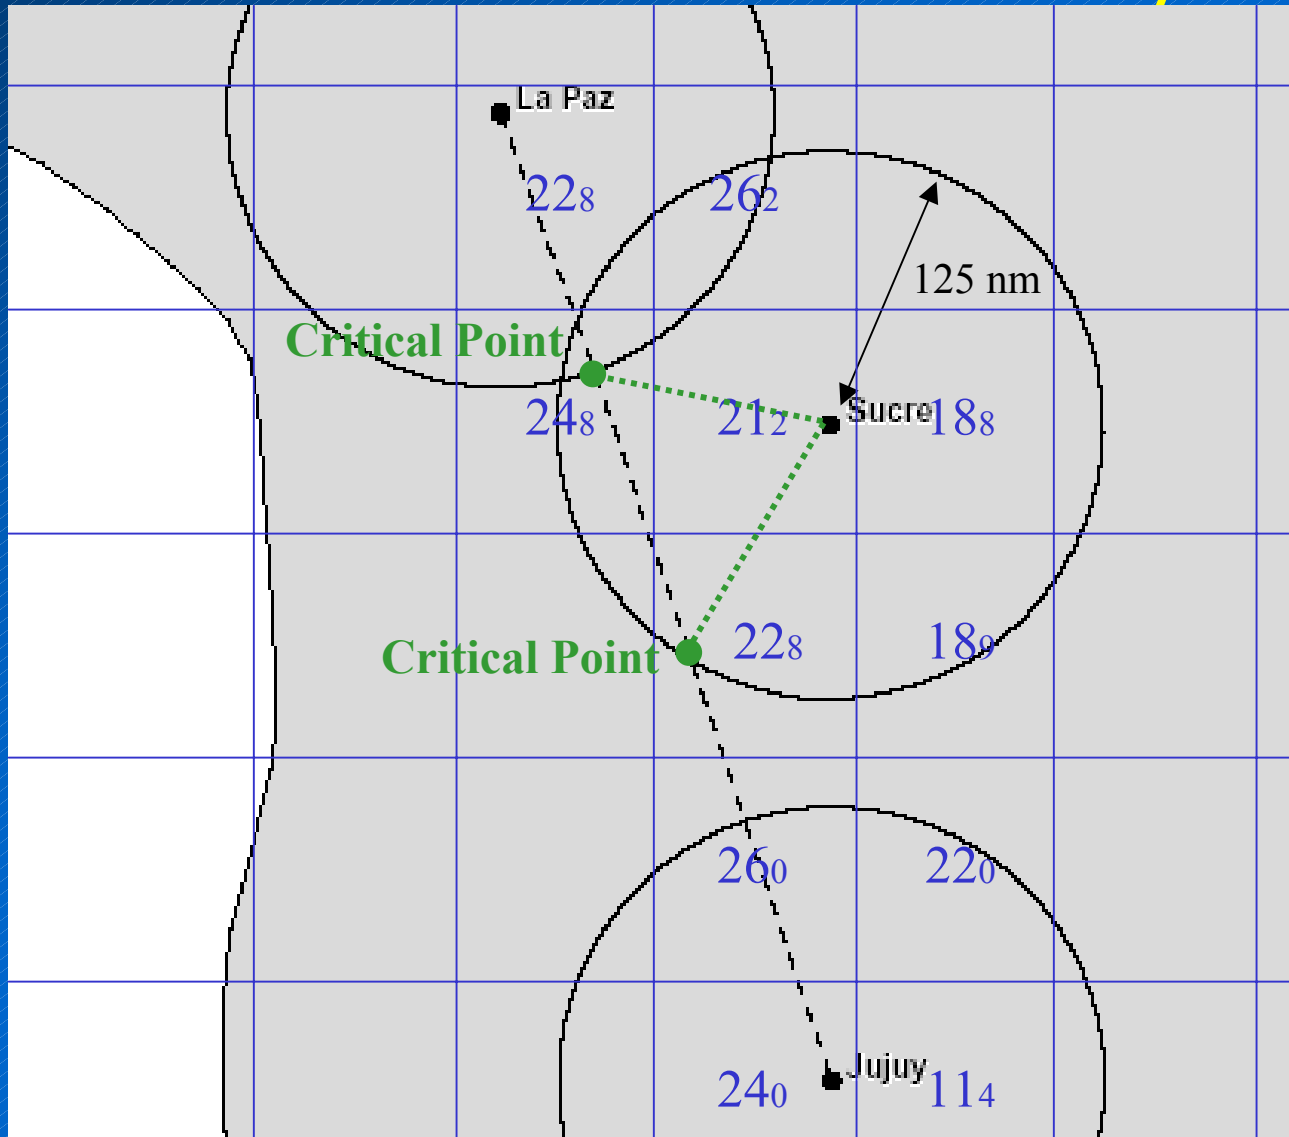 La Paz
228 262
125 nm
Critical Point
Sucre
248 212 188
Critical Point
228 189
260 220
Jujuy
240 114